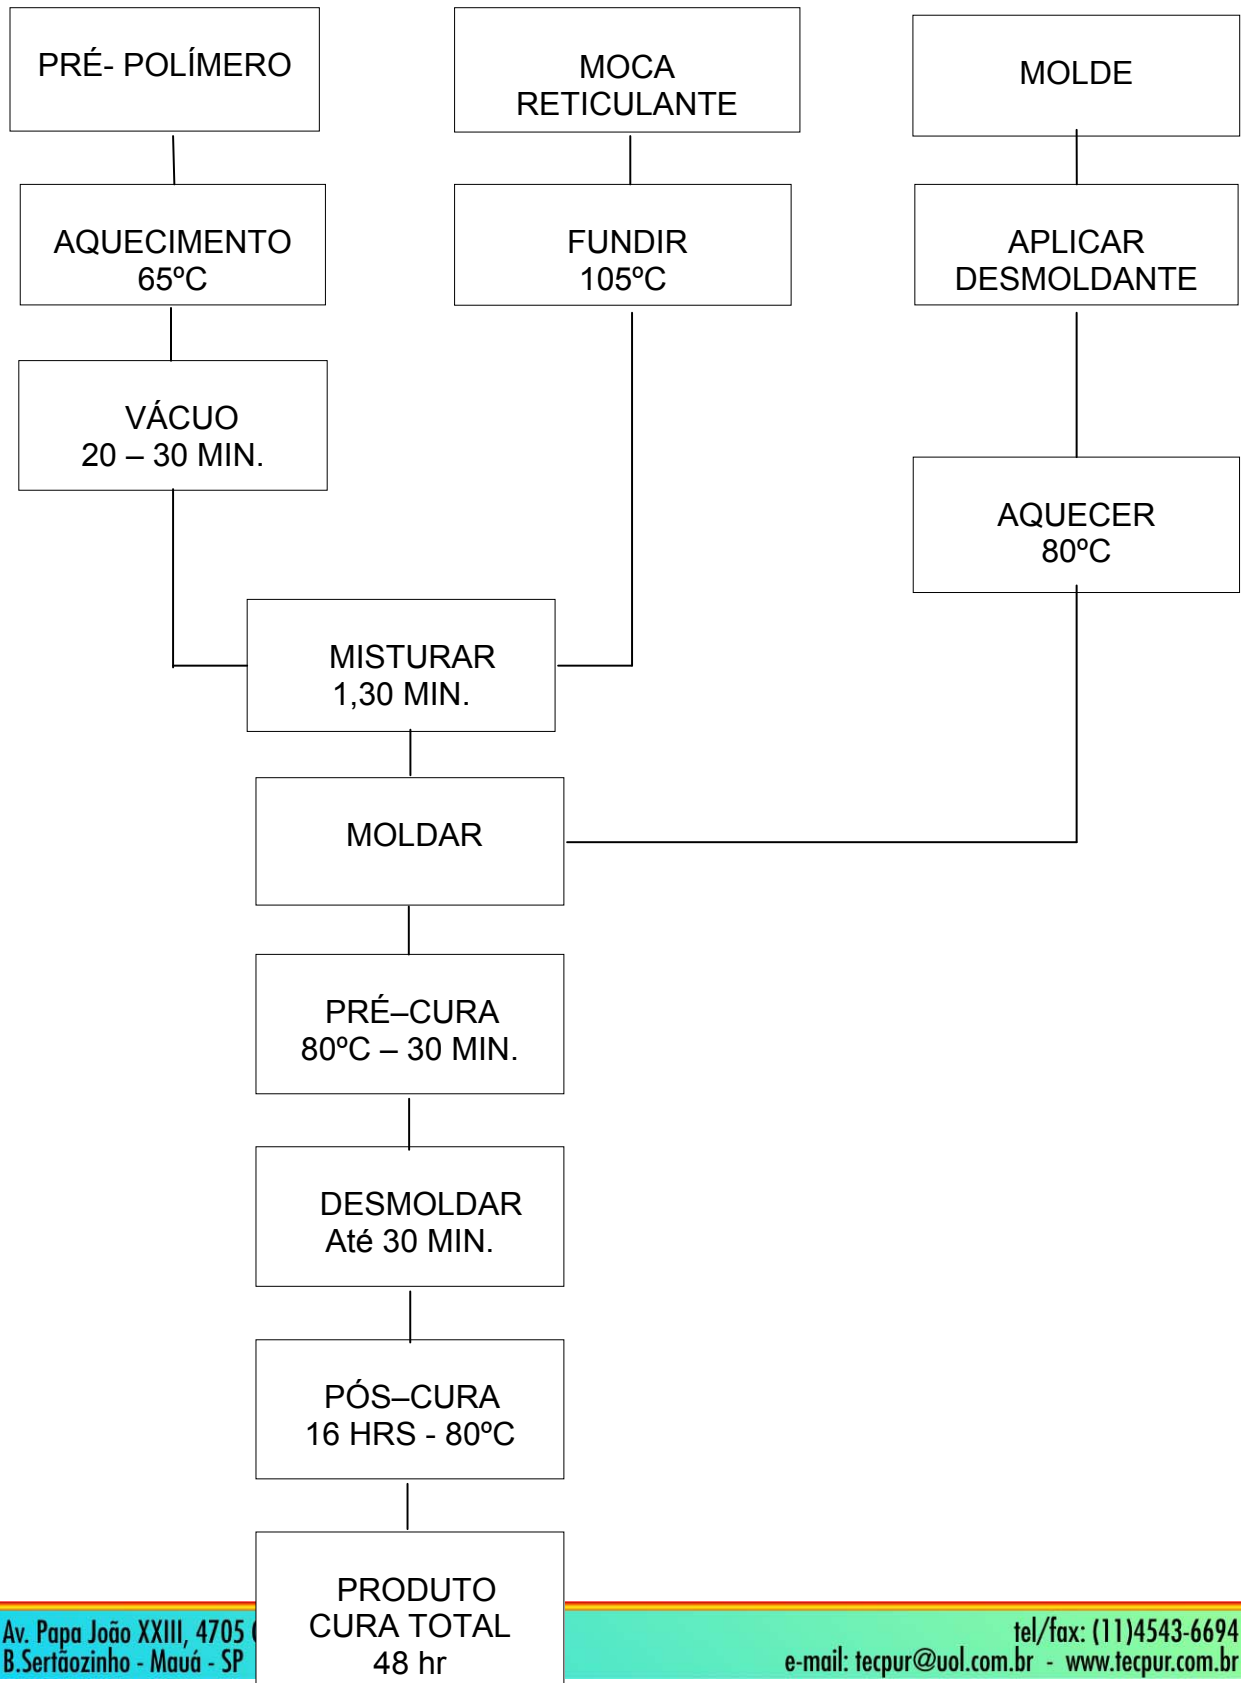 PRÉ- POLÍMERO
MOCA
RETICULANTE
MOLDE
AQUECIMENTO
65ºC
FUNDIR
105ºC
APLICAR
DESMOLDANTE
VÁCUO
20 – 30 MIN.
AQUECER
80ºC
MISTURAR
1,30 MIN.
MOLDAR
PRÉ–CURA
80ºC – 30 MIN.
DESMOLDAR
Até 30 MIN.
PÓS–CURA
16 HRS - 80ºC
PRODUTO
CURA TOTAL
48 hr
Av. Papa João XXIII, 4705
B.Sertãozinho - Mauá - SP
tel/fax: (11)4543-6694
e-mail: tecpur@uol.com.br - www.tecpur.com.br